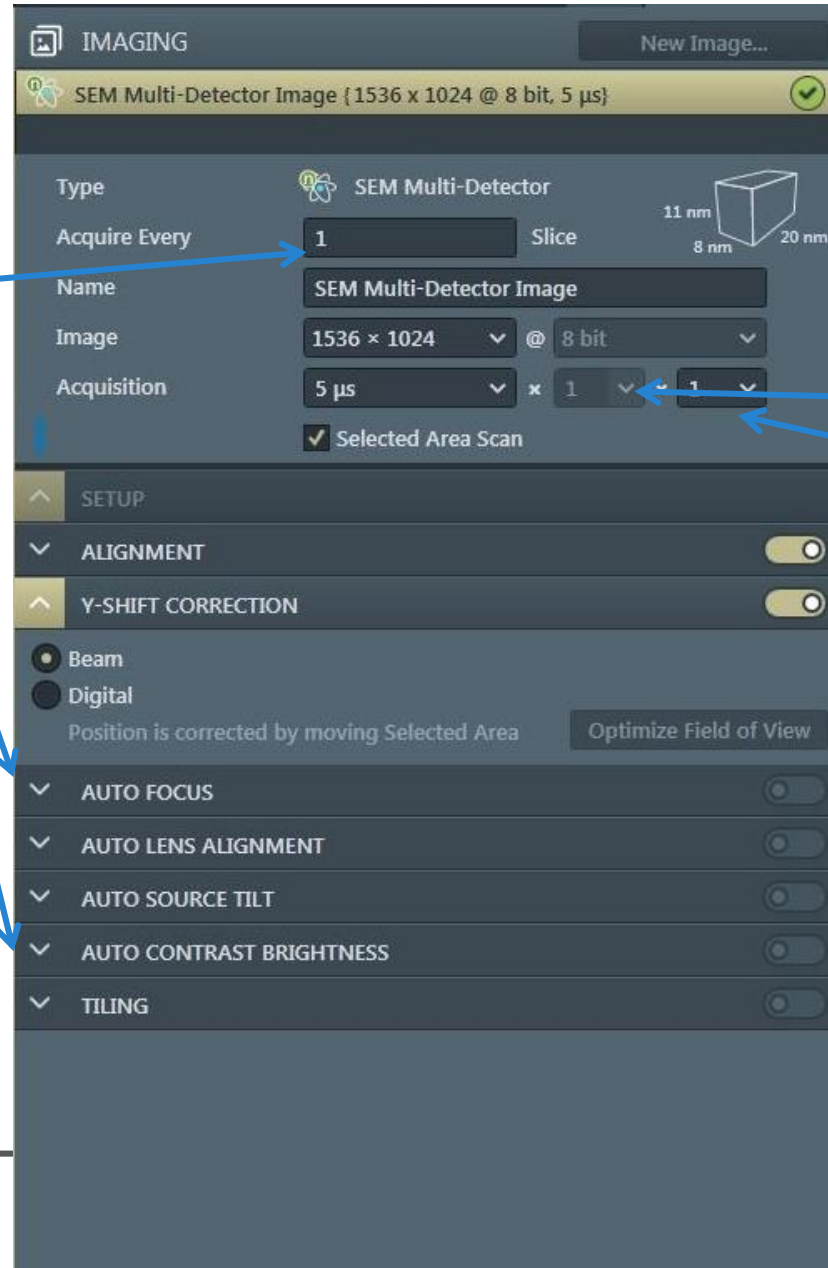 IMAGING New Image...
n SEM Multi-Detector Image {1536 x 1024 @ 8 bit, 5 µs}
Type n SEM Multi-Detector
11 nm
8 nm 20 nm
Acquire Every 1 Slice
Name SEM Multi-Detector Image
Image 1536 × 1024 @ 8 bit
Acquisition 5 µs x 1 x 1
Selected Area Scan
SETUP
ALIGNMENT
Y-SHIFT CORRECTION
Beam
Digital
Position is corrected by moving Selected Area Optimize Field of View
AUTO FOCUS
AUTO LENS ALIGNMENT
AUTO SOURCE TILT
AUTO CONTRAST BRIGHTNESS
TILING